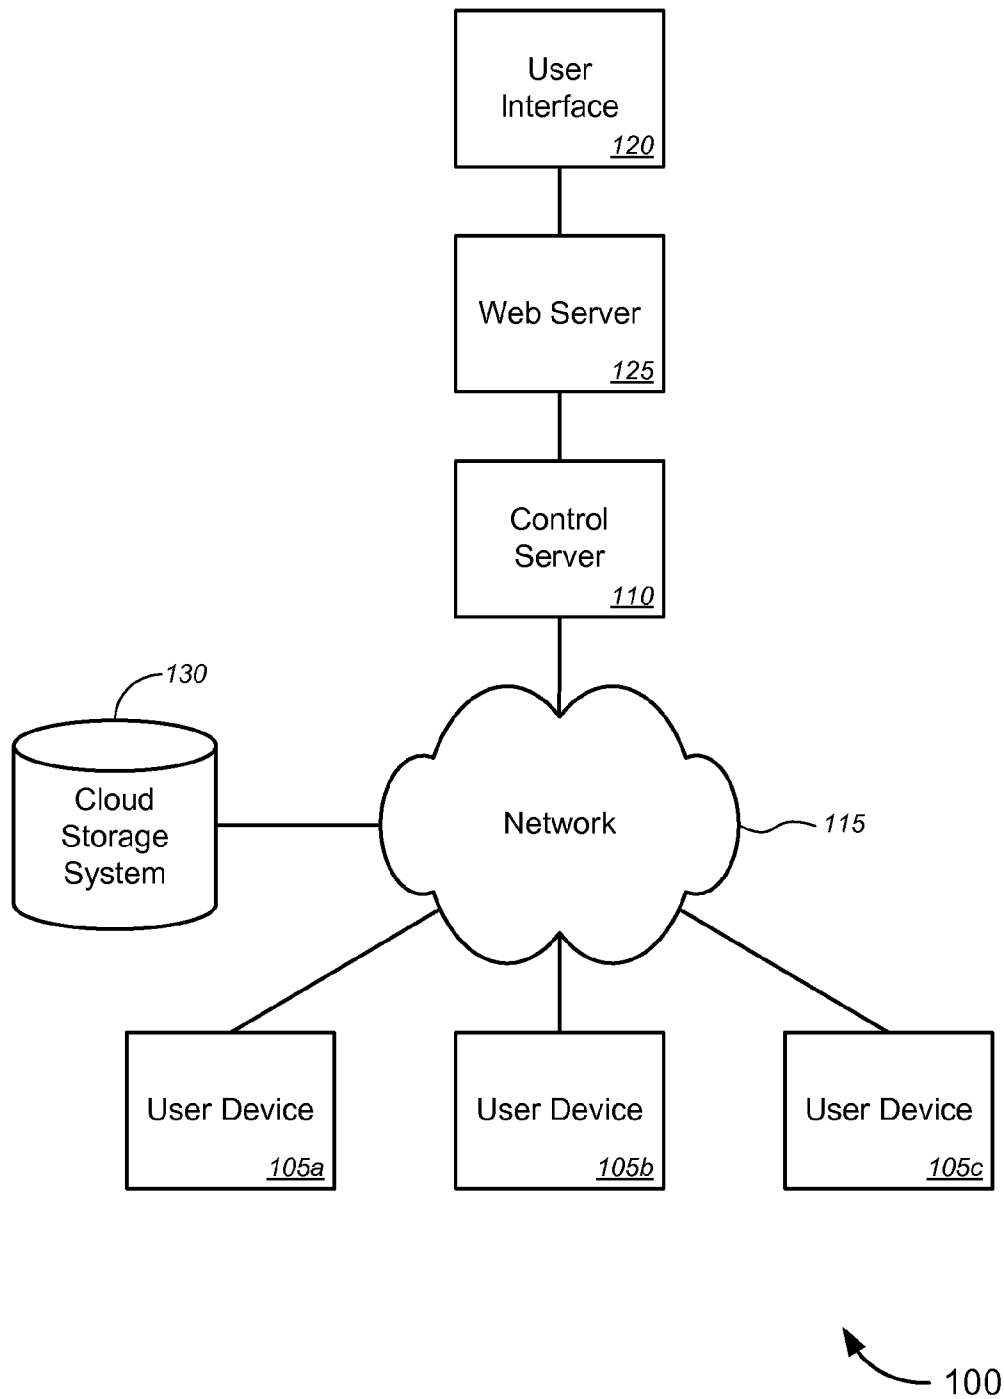 User
Interface
120
Web Server
125
Control
Server
110
130
Cloud
Storage
System
Network
115
User Device
105a
User Device
105b
User Device
105c
100